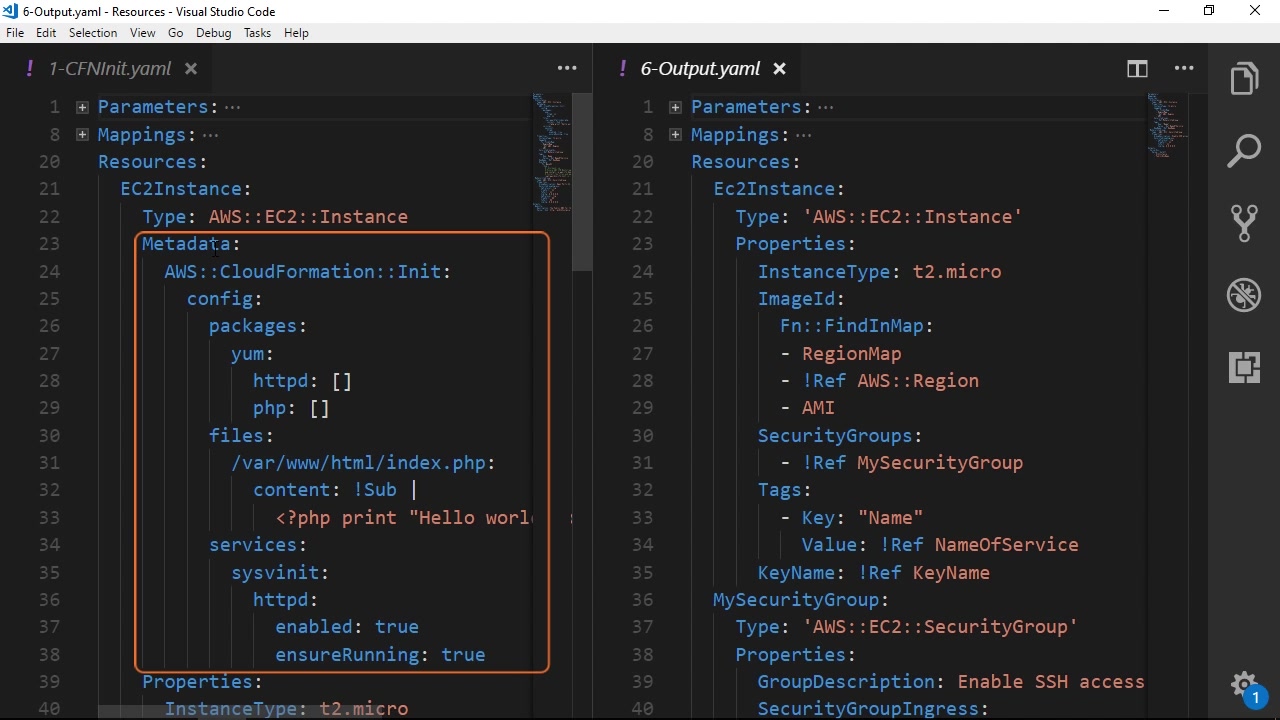 6-Output.yaml - Resources - Visual Studio Code
File Edit Selection View Go Debug Tasks Help
! 1-CFNInit.yaml ×
1 Parameters: ···
8 Mappings: ···
20 Resources:
21 EC2Instance:
22 Type: AWS::EC2::Instance
23 Metadata:
24 AWS::CloudFormation::Init:
25 config:
26 packages:
27 yum:
28 httpd: []
29 php: []
30 files:
31 /var/www/html/index.php:
32 content: !Sub |
33 <?php print "Hello worl
34 services:
35 sysvinit:
36 httpd:
37 enabled: true
38 ensureRunning: true
39 Properties:
40 InstanceType: t2.micro
! 6-Output.yaml ×
1 Parameters: ···
8 Mappings: ···
20 Resources:
21 Ec2Instance:
22 Type: 'AWS::EC2::Instance'
23 Properties:
24 InstanceType: t2.micro
25 ImageId:
26 Fn::FindInMap:
27 - RegionMap
28 - !Ref AWS::Region
29 - AMI
30 SecurityGroups:
31 - !Ref MySecurityGroup
32 Tags:
33 - Key: "Name"
34 Value: !Ref NameOfService
35 KeyName: !Ref KeyName
36 MySecurityGroup:
37 Type: 'AWS::EC2::SecurityGroup'
38 Properties:
39 GroupDescription: Enable SSH access
40 SecurityGroupIngress:
1